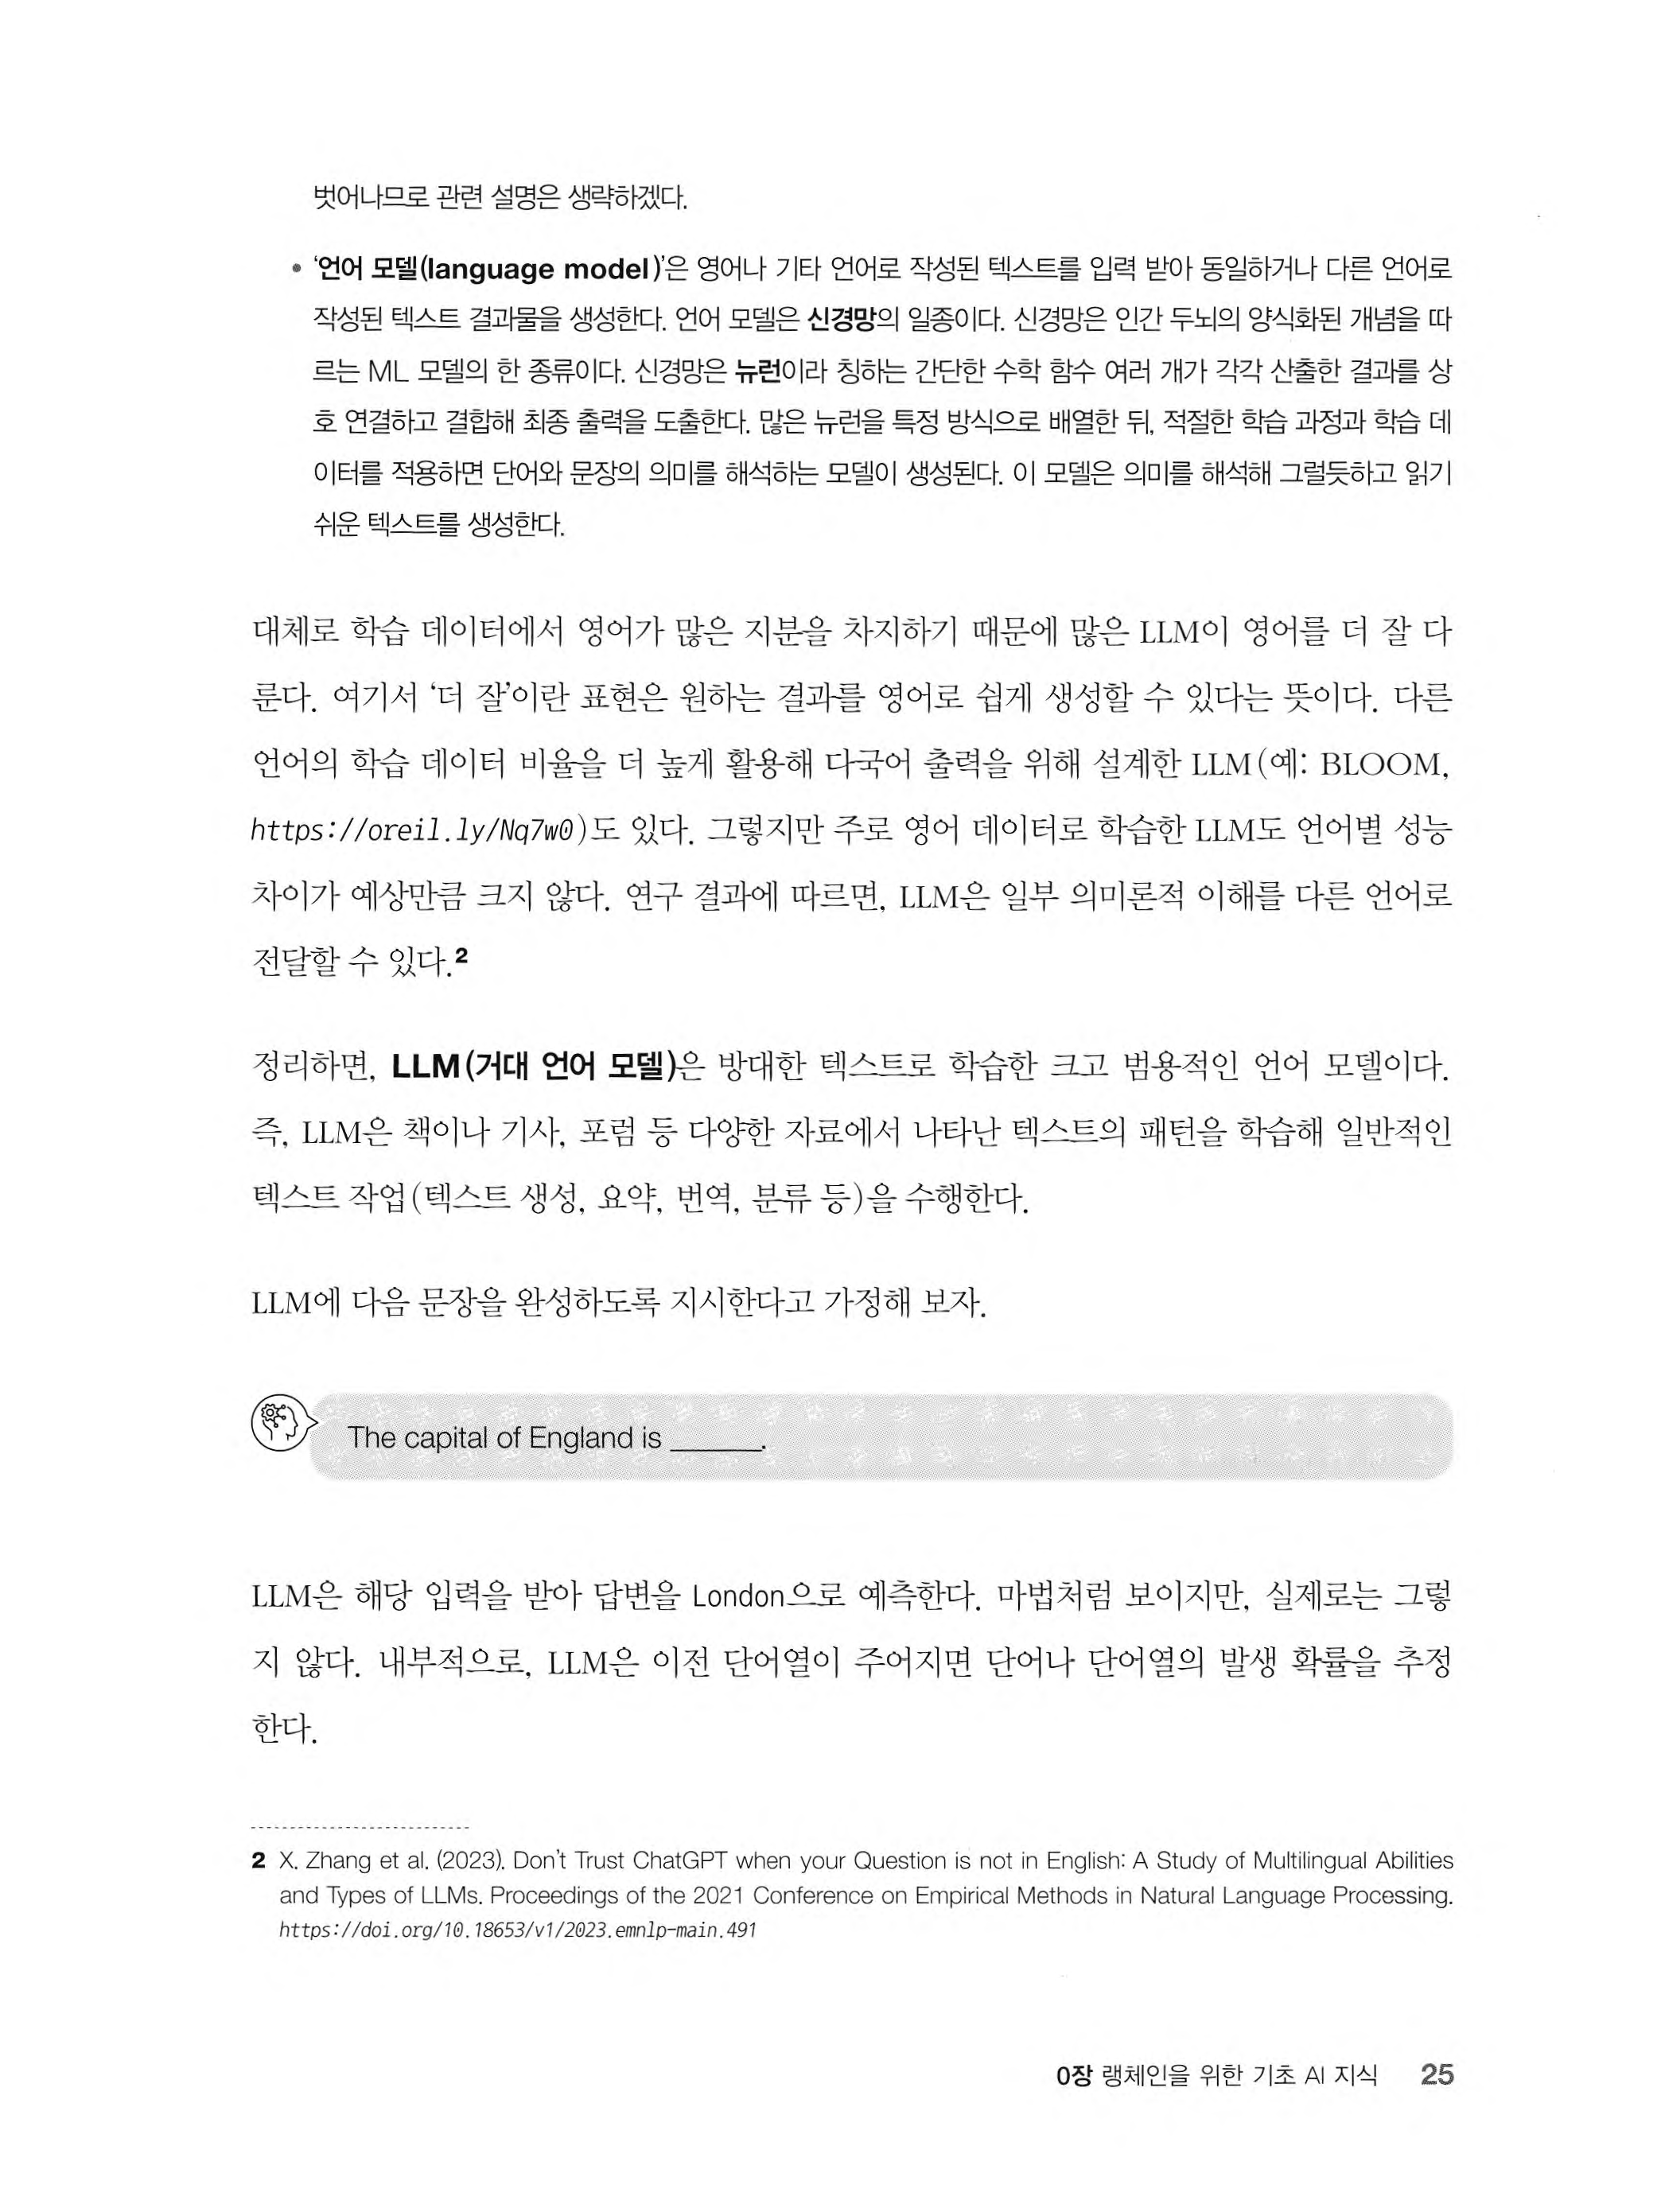 벗어나므로 관련 설명은 생략하겠다.
• ‘언어 모델(language model)’은 영어나 기타 언어로 작성된 텍스트를 입력 받아 동일하거나 다른 언어로
작성된 텍스트 결과물을 생성한다. 언어 모델은 신경망의 일종이다. 신경망은 인간 두뇌의 양식화된 개념을 따
르는 ML 모델의 한 종류이다. 신경망은 뉴런이라 칭하는 간단한 수학 함수 여러 개가 각각 산출한 결과를 상
호 연결하고 결합해 최종 출력을 도출한다. 많은 뉴런을 특정 방식으로 배열한 뒤, 적절한 학습 과정과 학습 데
이터를 적용하면 단어와 문장의 의미를 해석하는 모델이 생성된다. 이 모델은 의미를 해석해 그럴듯하고 읽기
쉬운 텍스트를 생성한다.
대체로 학습 데이터에서 영어가 많은 지분을 차지하기 때문에 많은 LLM이 영어를 더 잘 다
룬다. 여기서 ‘더 잘’이란 표현은 원하는 결과를 영어로 쉽게 생성할 수 있다는 뜻이다. 다른
언어의 학습 데이터 비율을 더 높게 활용해 다국어 출력을 위해 설계한 LLM(예: BLOOM,
https://oreil.ly/Nq7w0)도 있다. 그렇지만 주로 영어 데이터로 학습한 LLM도 언어별 성능
차이가 예상만큼 크지 않다. 연구 결과에 따르면, LLM은 일부 의미론적 이해를 다른 언어로
전달할 수 있다.2
정리하면, LLM(거대 언어 모델)은 방대한 텍스트로 학습한 크고 범용적인 언어 모델이다.
즉, LLM은 책이나 기사, 포럼 등 다양한 자료에서 나타난 텍스트의 패턴을 학습해 일반적인
텍스트 작업(텍스트 생성, 요약, 번역, 분류 등)을 수행한다.
LLM에 다음 문장을 완성하도록 지시한다고 가정해 보자.
The capital of England is ______.
LLM은 해당 입력을 받아 답변을 London으로 예측한다. 마법처럼 보이지만, 실제로는 그렇
지 않다. 내부적으로, LLM은 이전 단어열이 주어지면 단어나 단어열의 발생 확률을 추정
한다.
2 X. Zhang et al. (2023). Don’t Trust ChatGPT when your Question is not in English: A Study of Multilingual Abilities
and Types of LLMs. Proceedings of the 2021 Conference on Empirical Methods in Natural Language Processing.
https://doi.org/10.18653/v1/2023.emnlp-main.491
0장 랭체인을 위한 기초 AI 지식 25